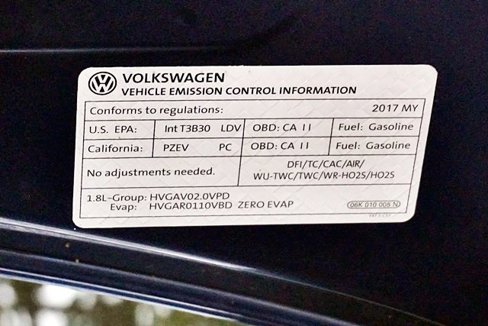 VOLKSWAGEN
VEHICLE EMISSION CONTROL INFORMATION
Conforms to regulations: 2017 MY
U.S. EPA: Int T3B30 LDV OBD: CA II Fuel: Gasoline
California: PZEV PC OBD: CA II Fuel: Gasoline
No adjustments needed.
DFI/TC/CAC/AIR/
WU-TWC/TWC/WR-HO2S/HO2S
1.8L-Group: HVGAV02.0VPD
Evap: HVGAR0110VBD ZERO EVAP
06K 010 006 N